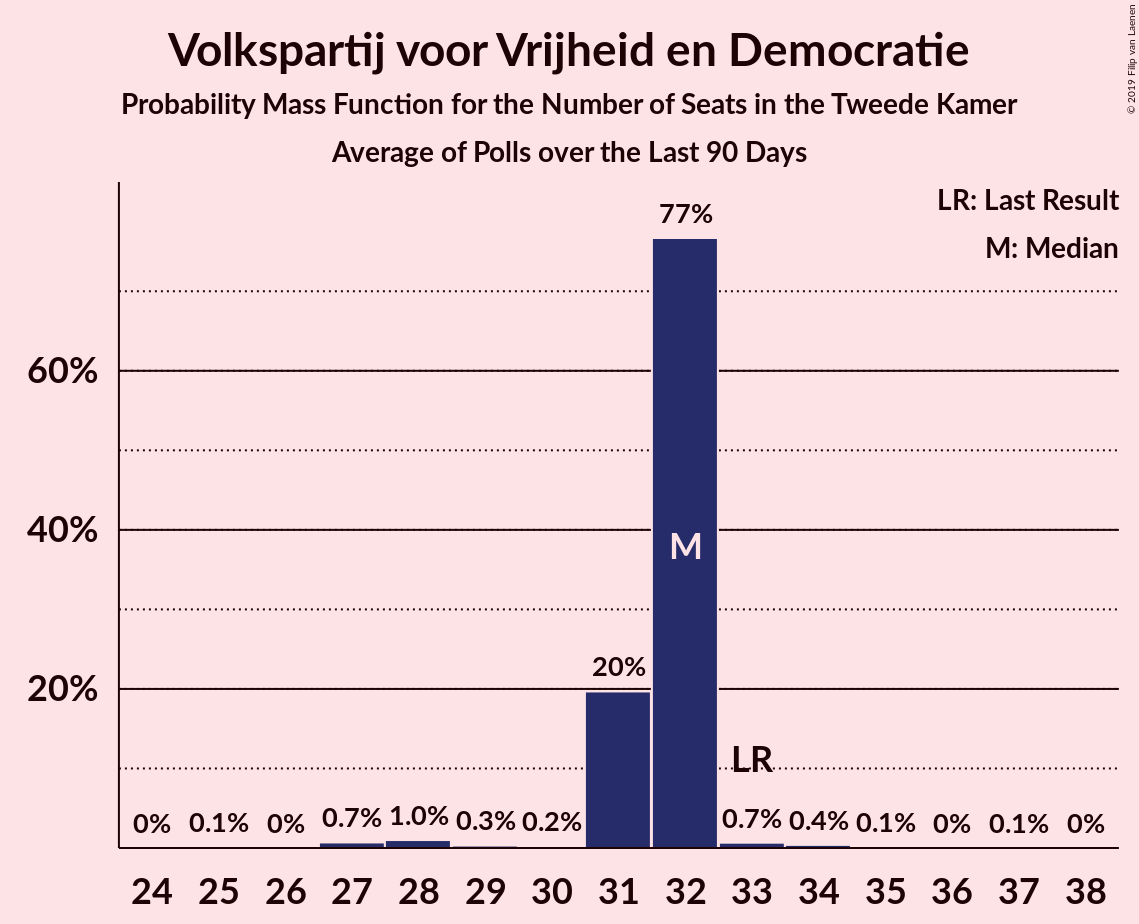 Volkspartij voor Vrijheid en Democratie
Probability Mass Function for the Number of Seats in the Tweede Kamer
Average of Polls over the Last 90 Days
© 2019 Filip van Laenen
LR: Last Result
M: Median
77%
60%
40%
M
20%
20%
LR
0% 0.1% 0% 0.7% 1.0% 0.3% 0.2% 0.7% 0.4% 0.1% 0% 0.1% 0%
24 25 26 27 28 29 30 31 32 33 34 35 36 37 38